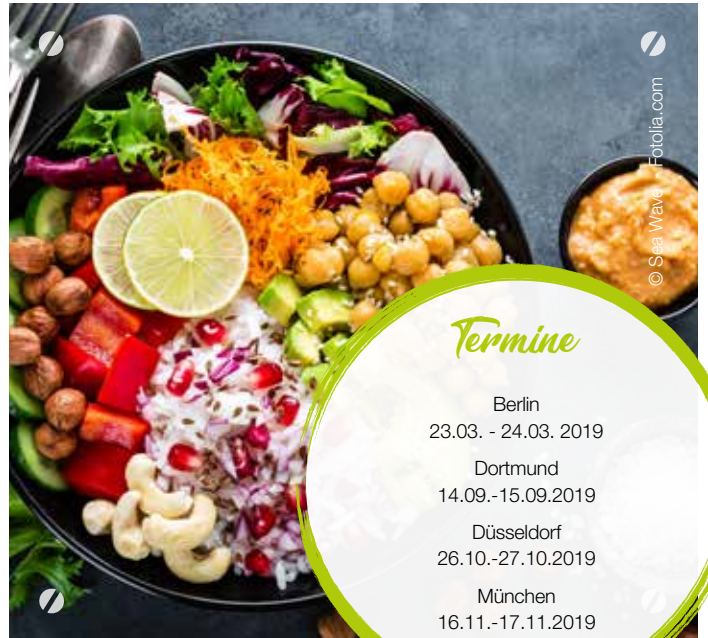 © Sea Wave - Fotolia.com
Termine
Berlin
23.03. - 24.03. 2019
Dortmund
14.09.-15.09.2019
Düsseldorf
26.10.-27.10.2019
München
16.11.-17.11.2019